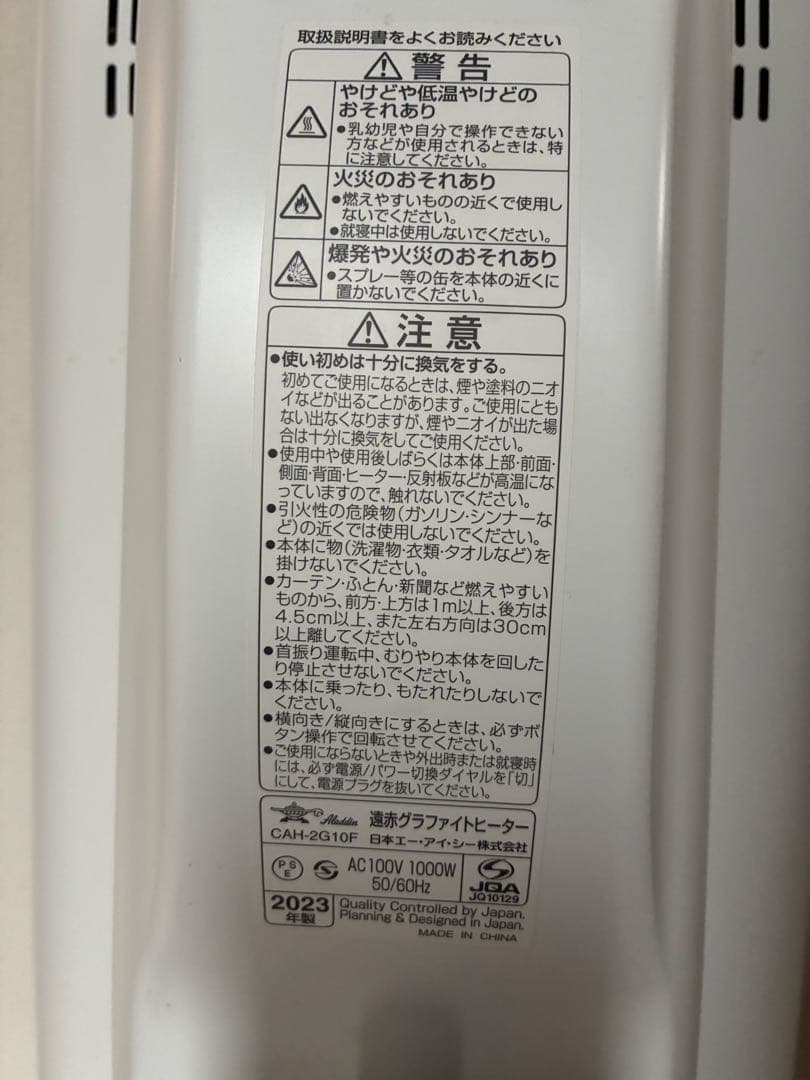 取扱説明書をよくお読みください
警告
やけどや低温やけどの
おそれあり
●乳幼児や自分で操作できない
方などが使用されるときは、特
に注意してください。
火災のおそれあり
●燃えやすいものの近くで使用し
ないでください。
●就寝中は使用しないでください。
爆発や火災のおそれあり
●スプレー等の缶を本体の近くに
置かないでください。
注意
●使い初めは十分に換気をする。
初めてご使用になるときは、煙や塗料のニオ
イなどが出ることがあります。ご使用にとも
ない出なくなりますが、煙やニオイが出た場
合は十分に換気をしてご使用ください。
●使用中や使用後しばらくは本体上部・前面・
側面・背面・ヒーター・反射板などが高温にな
っていますので、触れないでください。
●引火性の危険物(ガソリン・シンナーな
ど)の近くでは使用しないでください。
●本体に物(洗濯物・衣類・タオルなど)を
掛けないでください。
●カーテン・ふとん・新聞など燃えやすい
ものから、前方・上方は1m以上、後方は
4.5cm以上、また左右方向は30cm
以上離してください。
●首振り運転中、むりやり本体を回した
り停止させないでください。
●本体に乗ったり、もたれたりしないで
ください。
●横向き/縦向きにするときは、必ずボ
タン操作で回転させてください。
●ご使用にならないときや外出時または就寝時
には、必ず電源/パワー切換ダイヤルを「切」
にして、電源プラグを抜いてください。
Aladdin 遠赤グラファイトヒーター
CAH-2G10F 日本エー・アイ・シー株式会社
PSE AC100V 1000W
50/60Hz
JQA
JQ10129
2023
年製
Quality Controlled by Japan.
Planning & Designed in Japan.
MADE IN CHINA